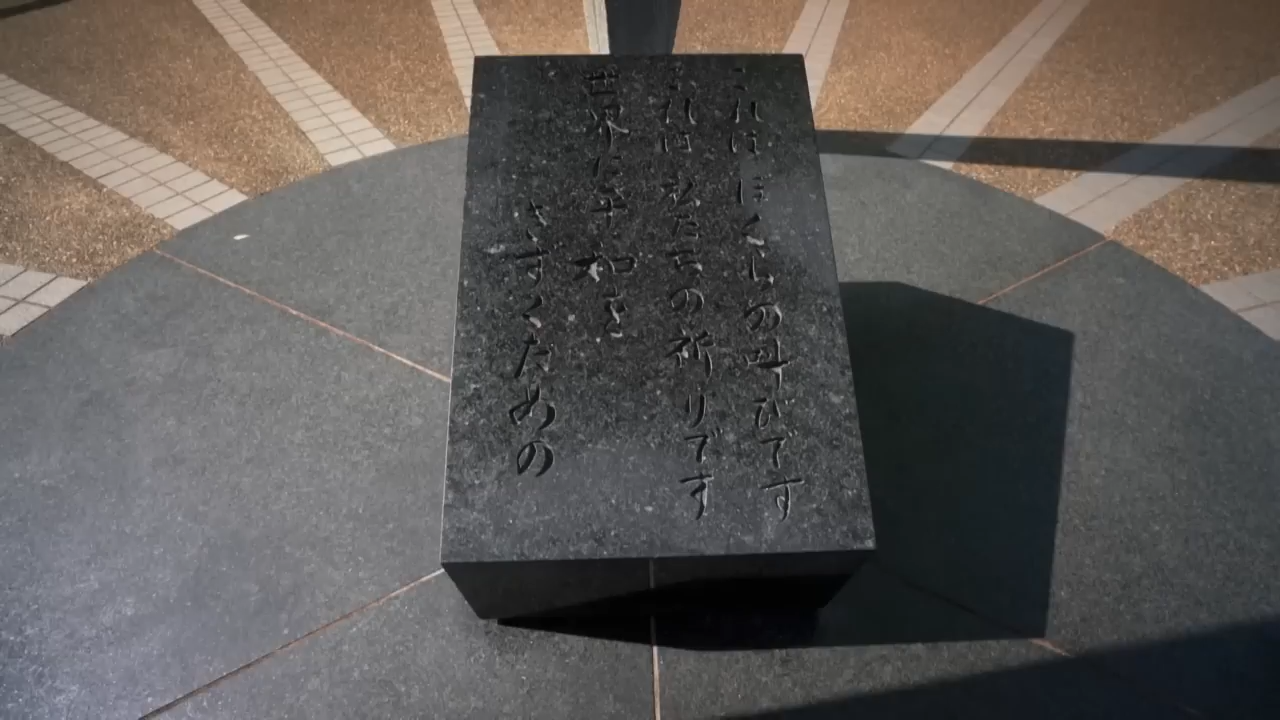 これは ぼくらの叫びです
これは 私たちの祈りです
世界に平和を
きずくための